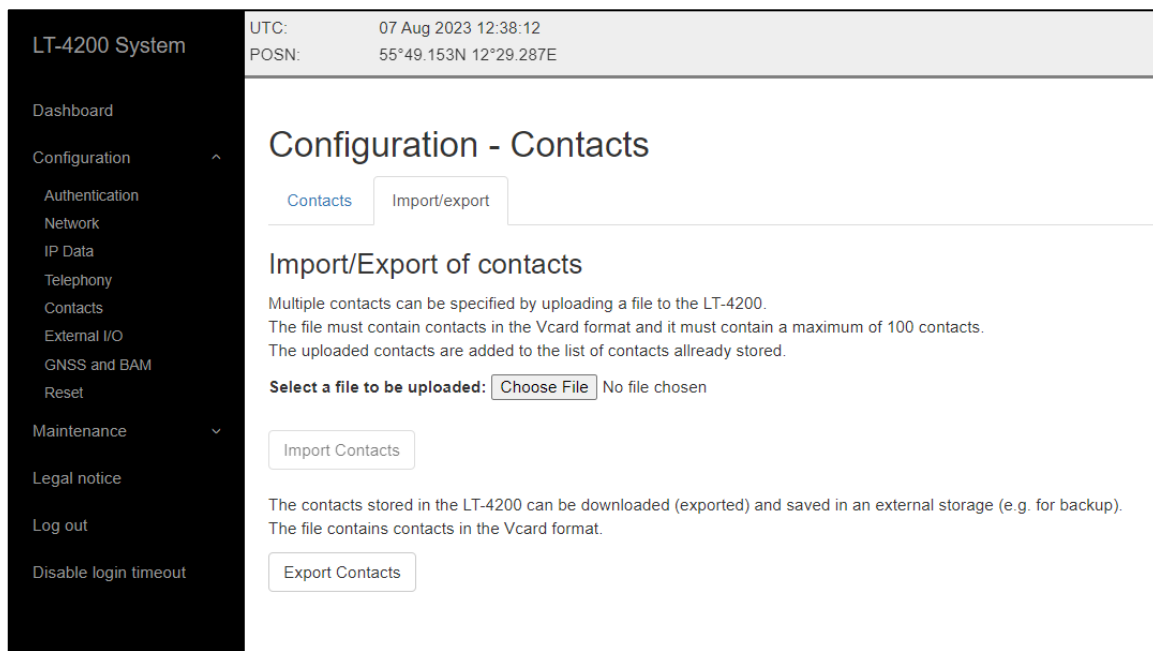 LT-4200 System
UTC: 07 Aug 2023 12:38:12
POSN: 55°49.153N 12°29.287E
Dashboard
Configuration
Authentication
Network
IP Data
Telephony
Contacts
External I/O
GNSS and BAM
Reset
Maintenance
Legal notice
Log out
Disable login timeout
Configuration - Contacts
Contacts Import/export
Import/Export of contacts
Multiple contacts can be specified by uploading a file to the LT-4200.
The file must contain contacts in the Vcard format and it must contain a maximum of 100 contacts.
The uploaded contacts are added to the list of contacts allready stored.
Select a file to be uploaded: Choose File No file chosen
Import Contacts
The contacts stored in the LT-4200 can be downloaded (exported) and saved in an external storage (e.g. for backup).
The file contains contacts in the Vcard format.
Export Contacts